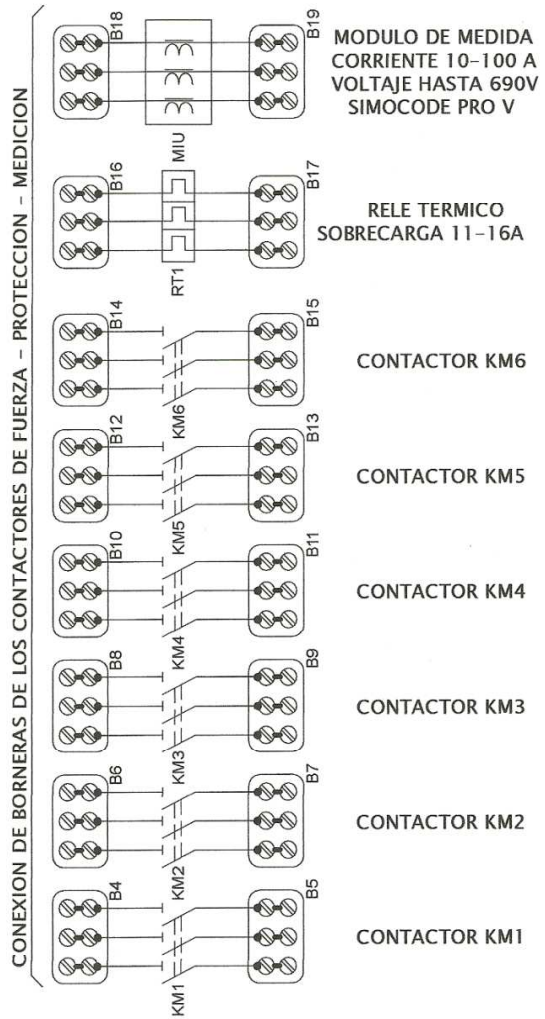 CONEXION DE BORNERAS DE LOS CONTACTORES DE FUERZA - PROTECCION - MEDICION
B18
B19
MIU
MODULO DE MEDIDA
CORRIENTE 10-100 A
VOLTAJE HASTA 690V
SIMOCODE PRO V
B16
B17
RT1
RELE TERMICO
SOBRECARGA 11-16A
B14
B15
KM6
CONTACTOR KM6
B12
B13
KM5
CONTACTOR KM5
B10
B11
KM4
CONTACTOR KM4
B8
B9
KM3
CONTACTOR KM3
B6
B7
KM2
CONTACTOR KM2
B4
B5
KM1
CONTACTOR KM1